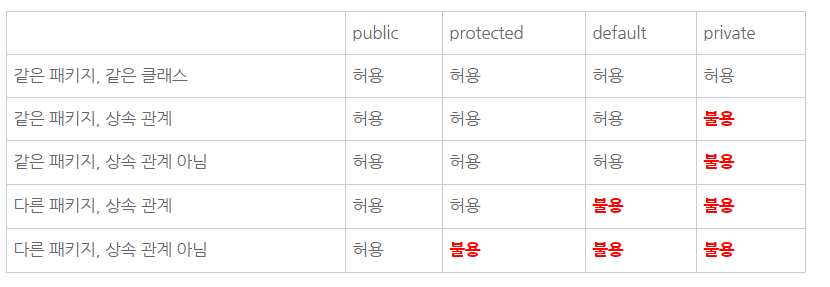 public protected default private
같은 패키지, 같은 클래스 허용 허용 허용 허용
같은 패키지, 상속 관계 허용 허용 허용 불용
같은 패키지, 상속 관계 아님 허용 허용 허용 불용
다른 패키지, 상속 관계 허용 허용 불용 불용
다른 패키지, 상속 관계 아님 허용 불용 불용 불용